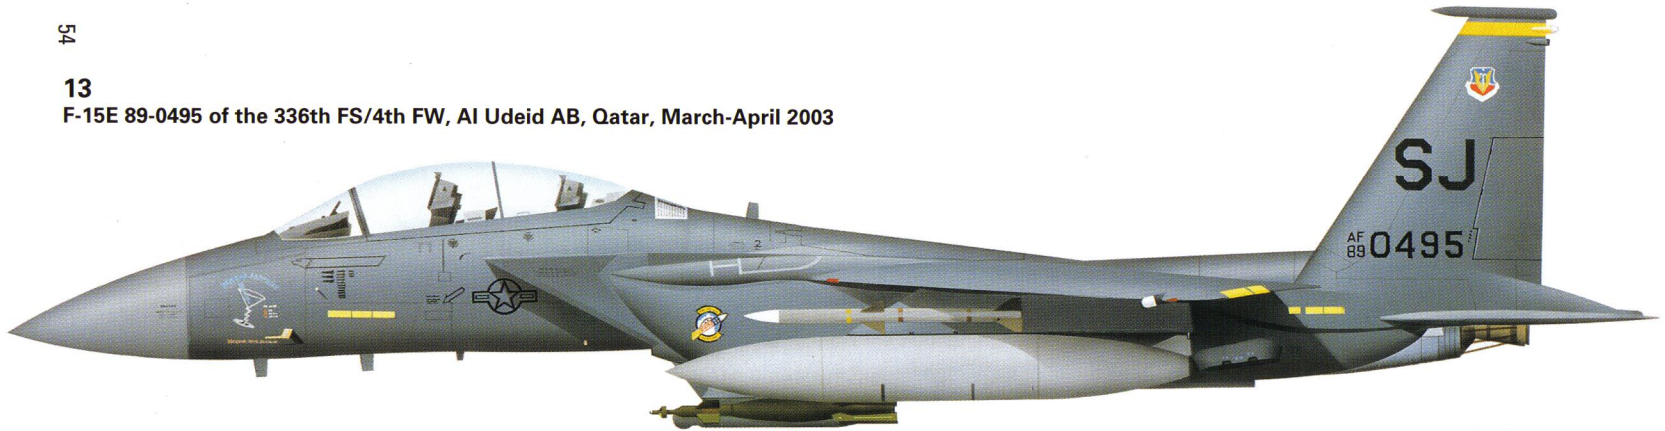 54
13
F-15E 89-0495 of the 336th FS/4th FW, Al Udeid AB, Qatar, March-April 2003
SJ
AF
89 0495
2